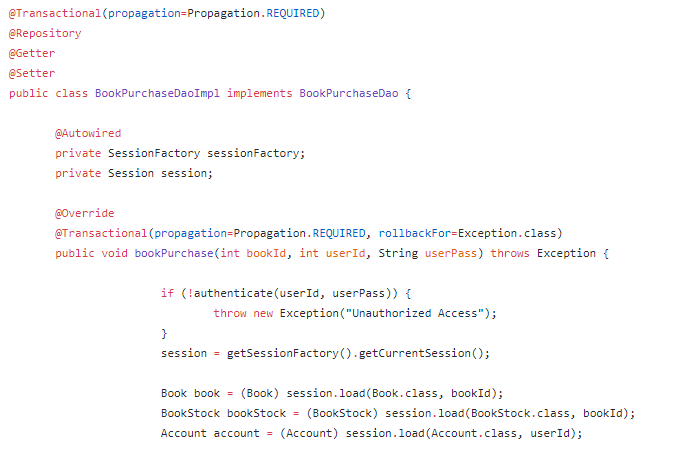 @Transactional(propagation=Propagation.REQUIRED)
@Repository
@Getter
@Setter
public class BookPurchaseDaoImpl implements BookPurchaseDao {
@Autowired
private SessionFactory sessionFactory;
private Session session;
@Override
@Transactional(propagation=Propagation.REQUIRED, rollbackFor=Exception.class)
public void bookPurchase(int bookId, int userId, String userPass) throws Exception {
if (!authenticate(userId, userPass)) {
throw new Exception("Unauthorized Access");
}
session = getSessionFactory().getCurrentSession();
Book book = (Book) session.load(Book.class, bookId);
BookStock bookStock = (BookStock) session.load(BookStock.class, bookId);
Account account = (Account) session.load(Account.class, userId);